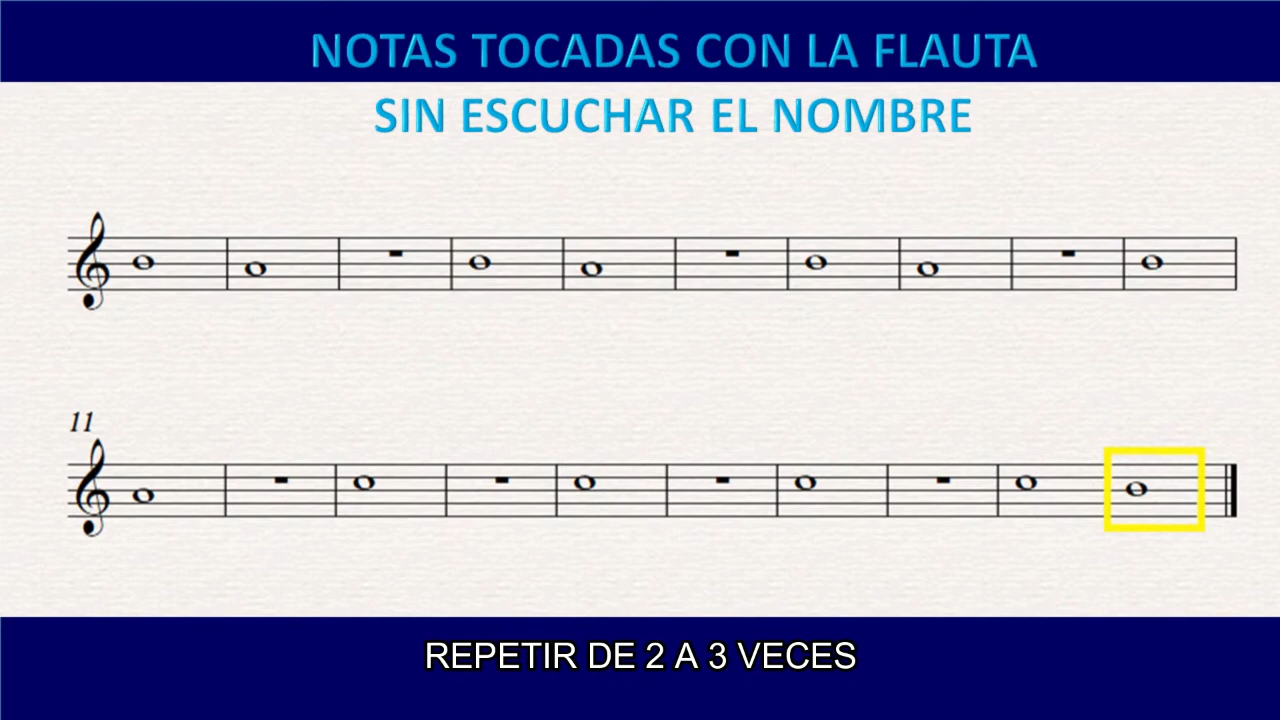 NOTAS TOCADAS CON LA FLAUTA
SIN ESCUCHAR EL NOMBRE
11
REPETIR DE 2 A 3 VECES